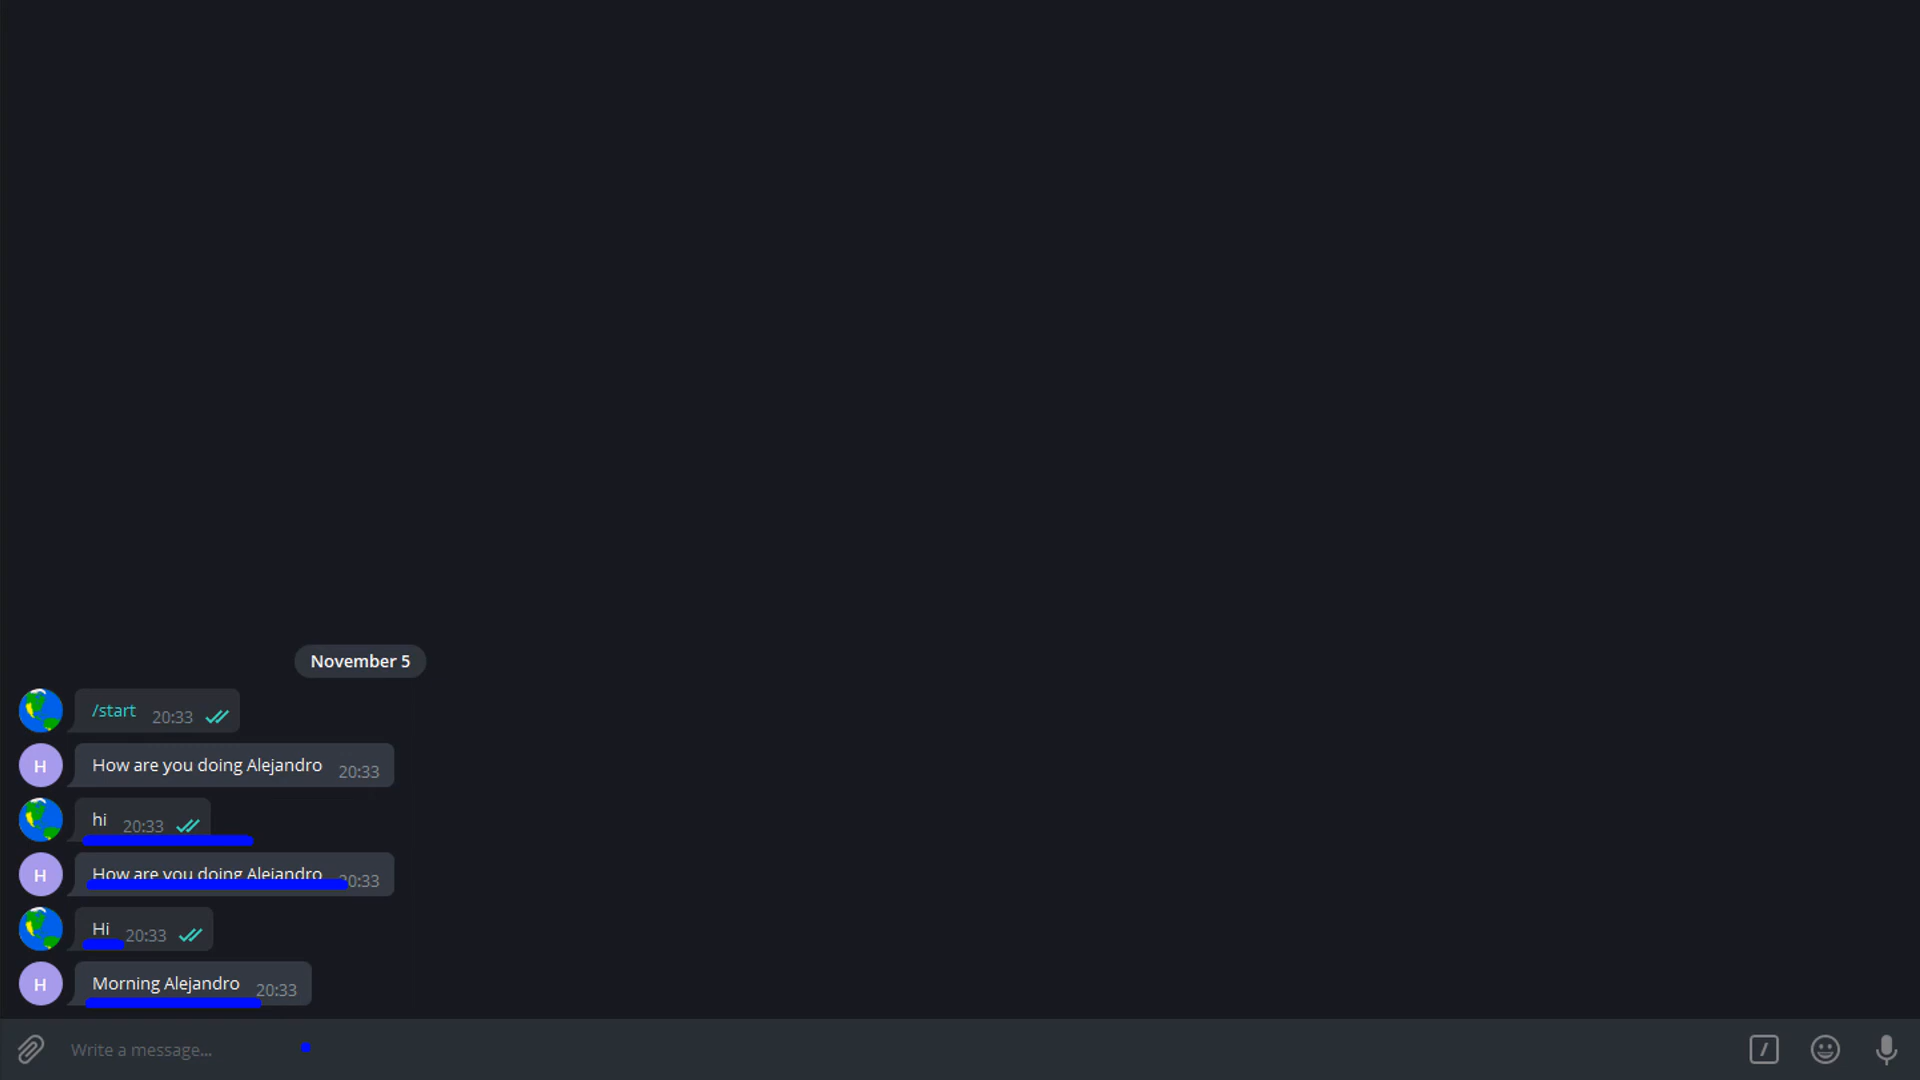 November 5
/start 20:33
H How are you doing Alejandro 20:33
hi 20:33
H How are you doing Alejandro 20:33
Hi 20:33
H Morning Alejandro 20:33
Write a message...